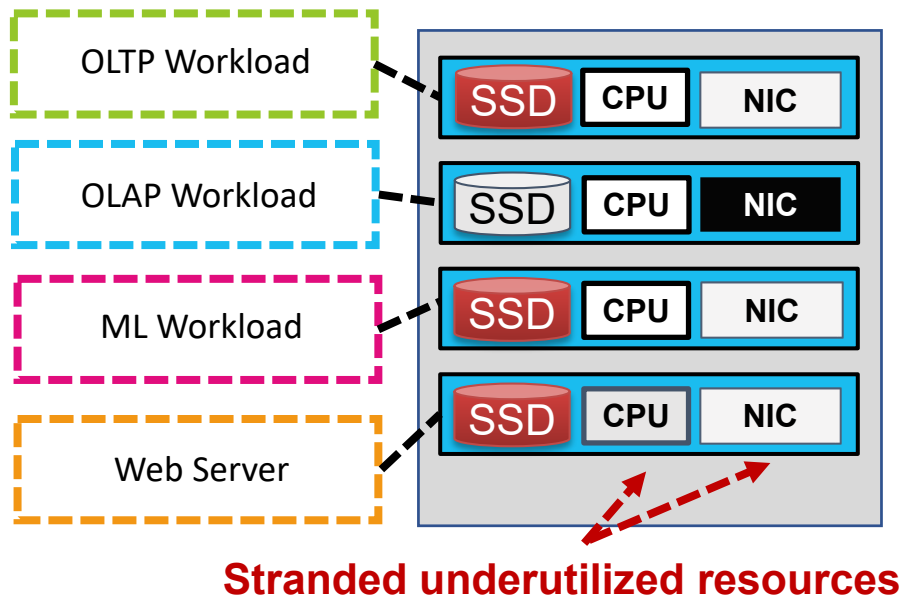 OLTP Workload
SSD CPU NIC
OLAP Workload
SSD CPU NIC
ML Workload
SSD CPU NIC
Web Server
SSD CPU NIC
Stranded underutilized resources